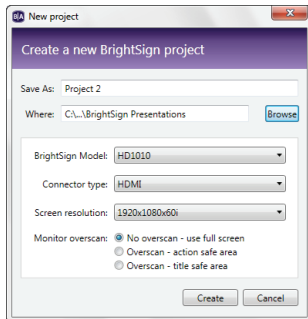 B|A New project
Create a new BrightSign project
Save As: Project 2
Where: C:\...\BrightSign Presentations Browse
BrightSign Model: HD1010
Connector type: HDMI
Screen resolution: 1920x1080x60i
Monitor overscan: No overscan - use full screen
Overscan - action safe area
Overscan - title safe area
Create Cancel